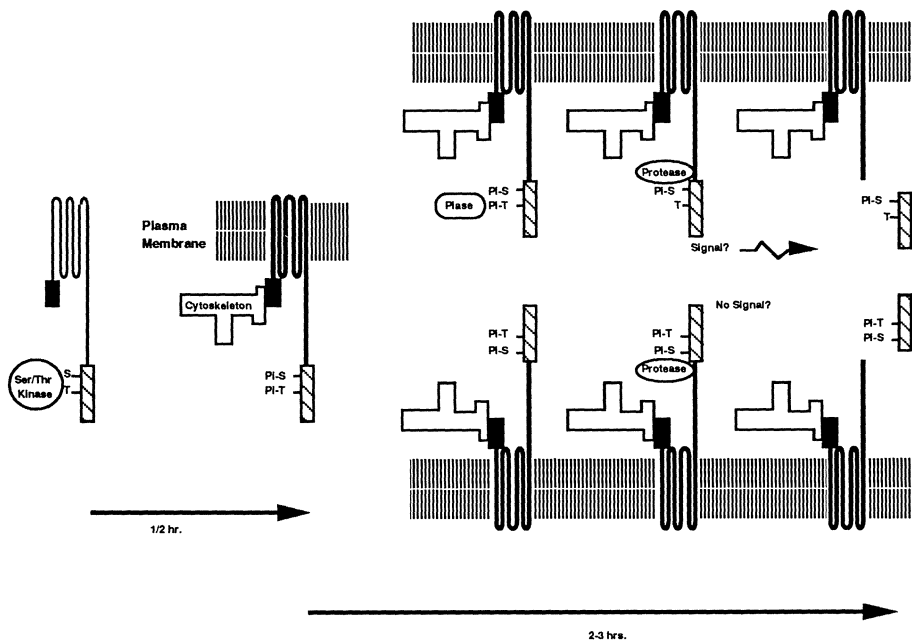 Ser/Thr
Kinase
S
T
1/2 hr.
Plasma
Membrane
Cytoskeleton
PI-S
PI-T
PIase
PI-S
PI-T
Protease
PI-S
T
Signal?
PI-S
T
PI-T
PI-S
No Signal?
PI-T
PI-S
Protease
PI-T
PI-S
2-3 hrs.